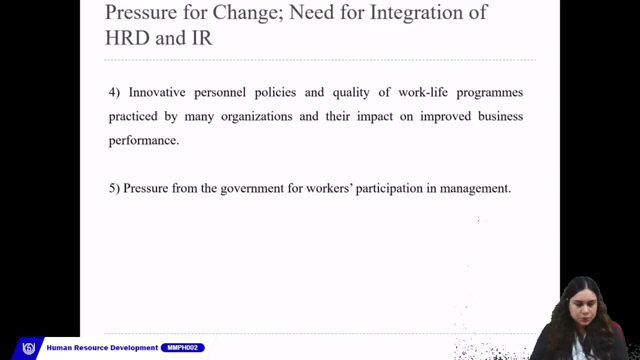 Pressure for Change; Need for Integration of
HRD and IR
4) Innovative personnel policies and quality of work-life programmes
practiced by many organizations and their impact on improved business
performance.
5) Pressure from the government for workers' participation in management.
Human Resource Development MMPH002